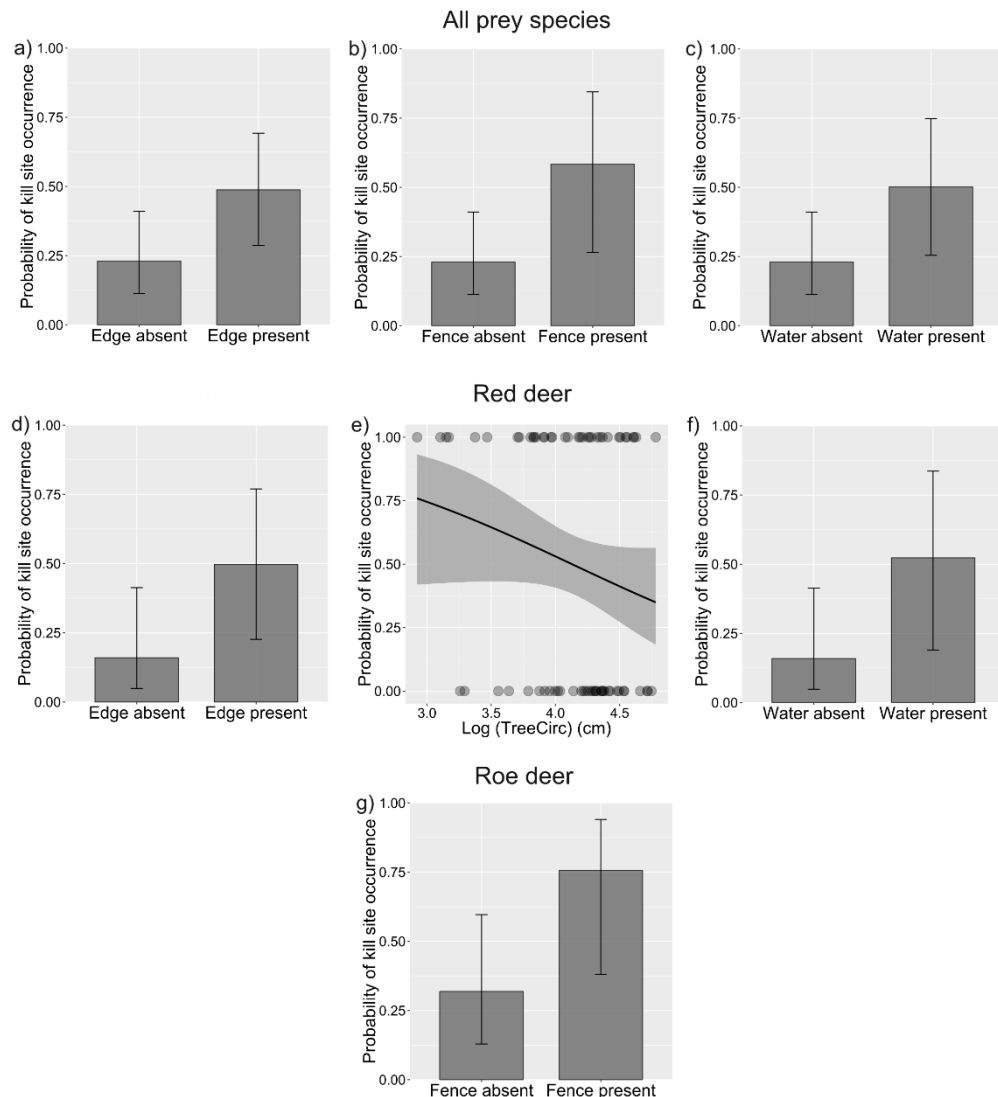 All prey species
a)
Probability of kill site occurrence
1.00
0.75
0.50
0.25
0.00
Edge absent Edge present
b)
Probability of kill site occurrence
1.00
0.75
0.50
0.25
0.00
Fence absent Fence present
c)
Probability of kill site occurrence
1.00
0.75
0.50
0.25
0.00
Water absent Water present
Red deer
d)
Probability of kill site occurrence
1.00
0.75
0.50
0.25
0.00
Edge absent Edge present
e)
Probability of kill site occurrence
1.00
0.75
0.50
0.25
0.00
3.0 3.5 4.0 4.5
Log (TreeCirc) (cm)
f)
Probability of kill site occurrence
1.00
0.75
0.50
0.25
0.00
Water absent Water present
Roe deer
g)
Probability of kill site occurrence
1.00
0.75
0.50
0.25
0.00
Fence absent Fence present